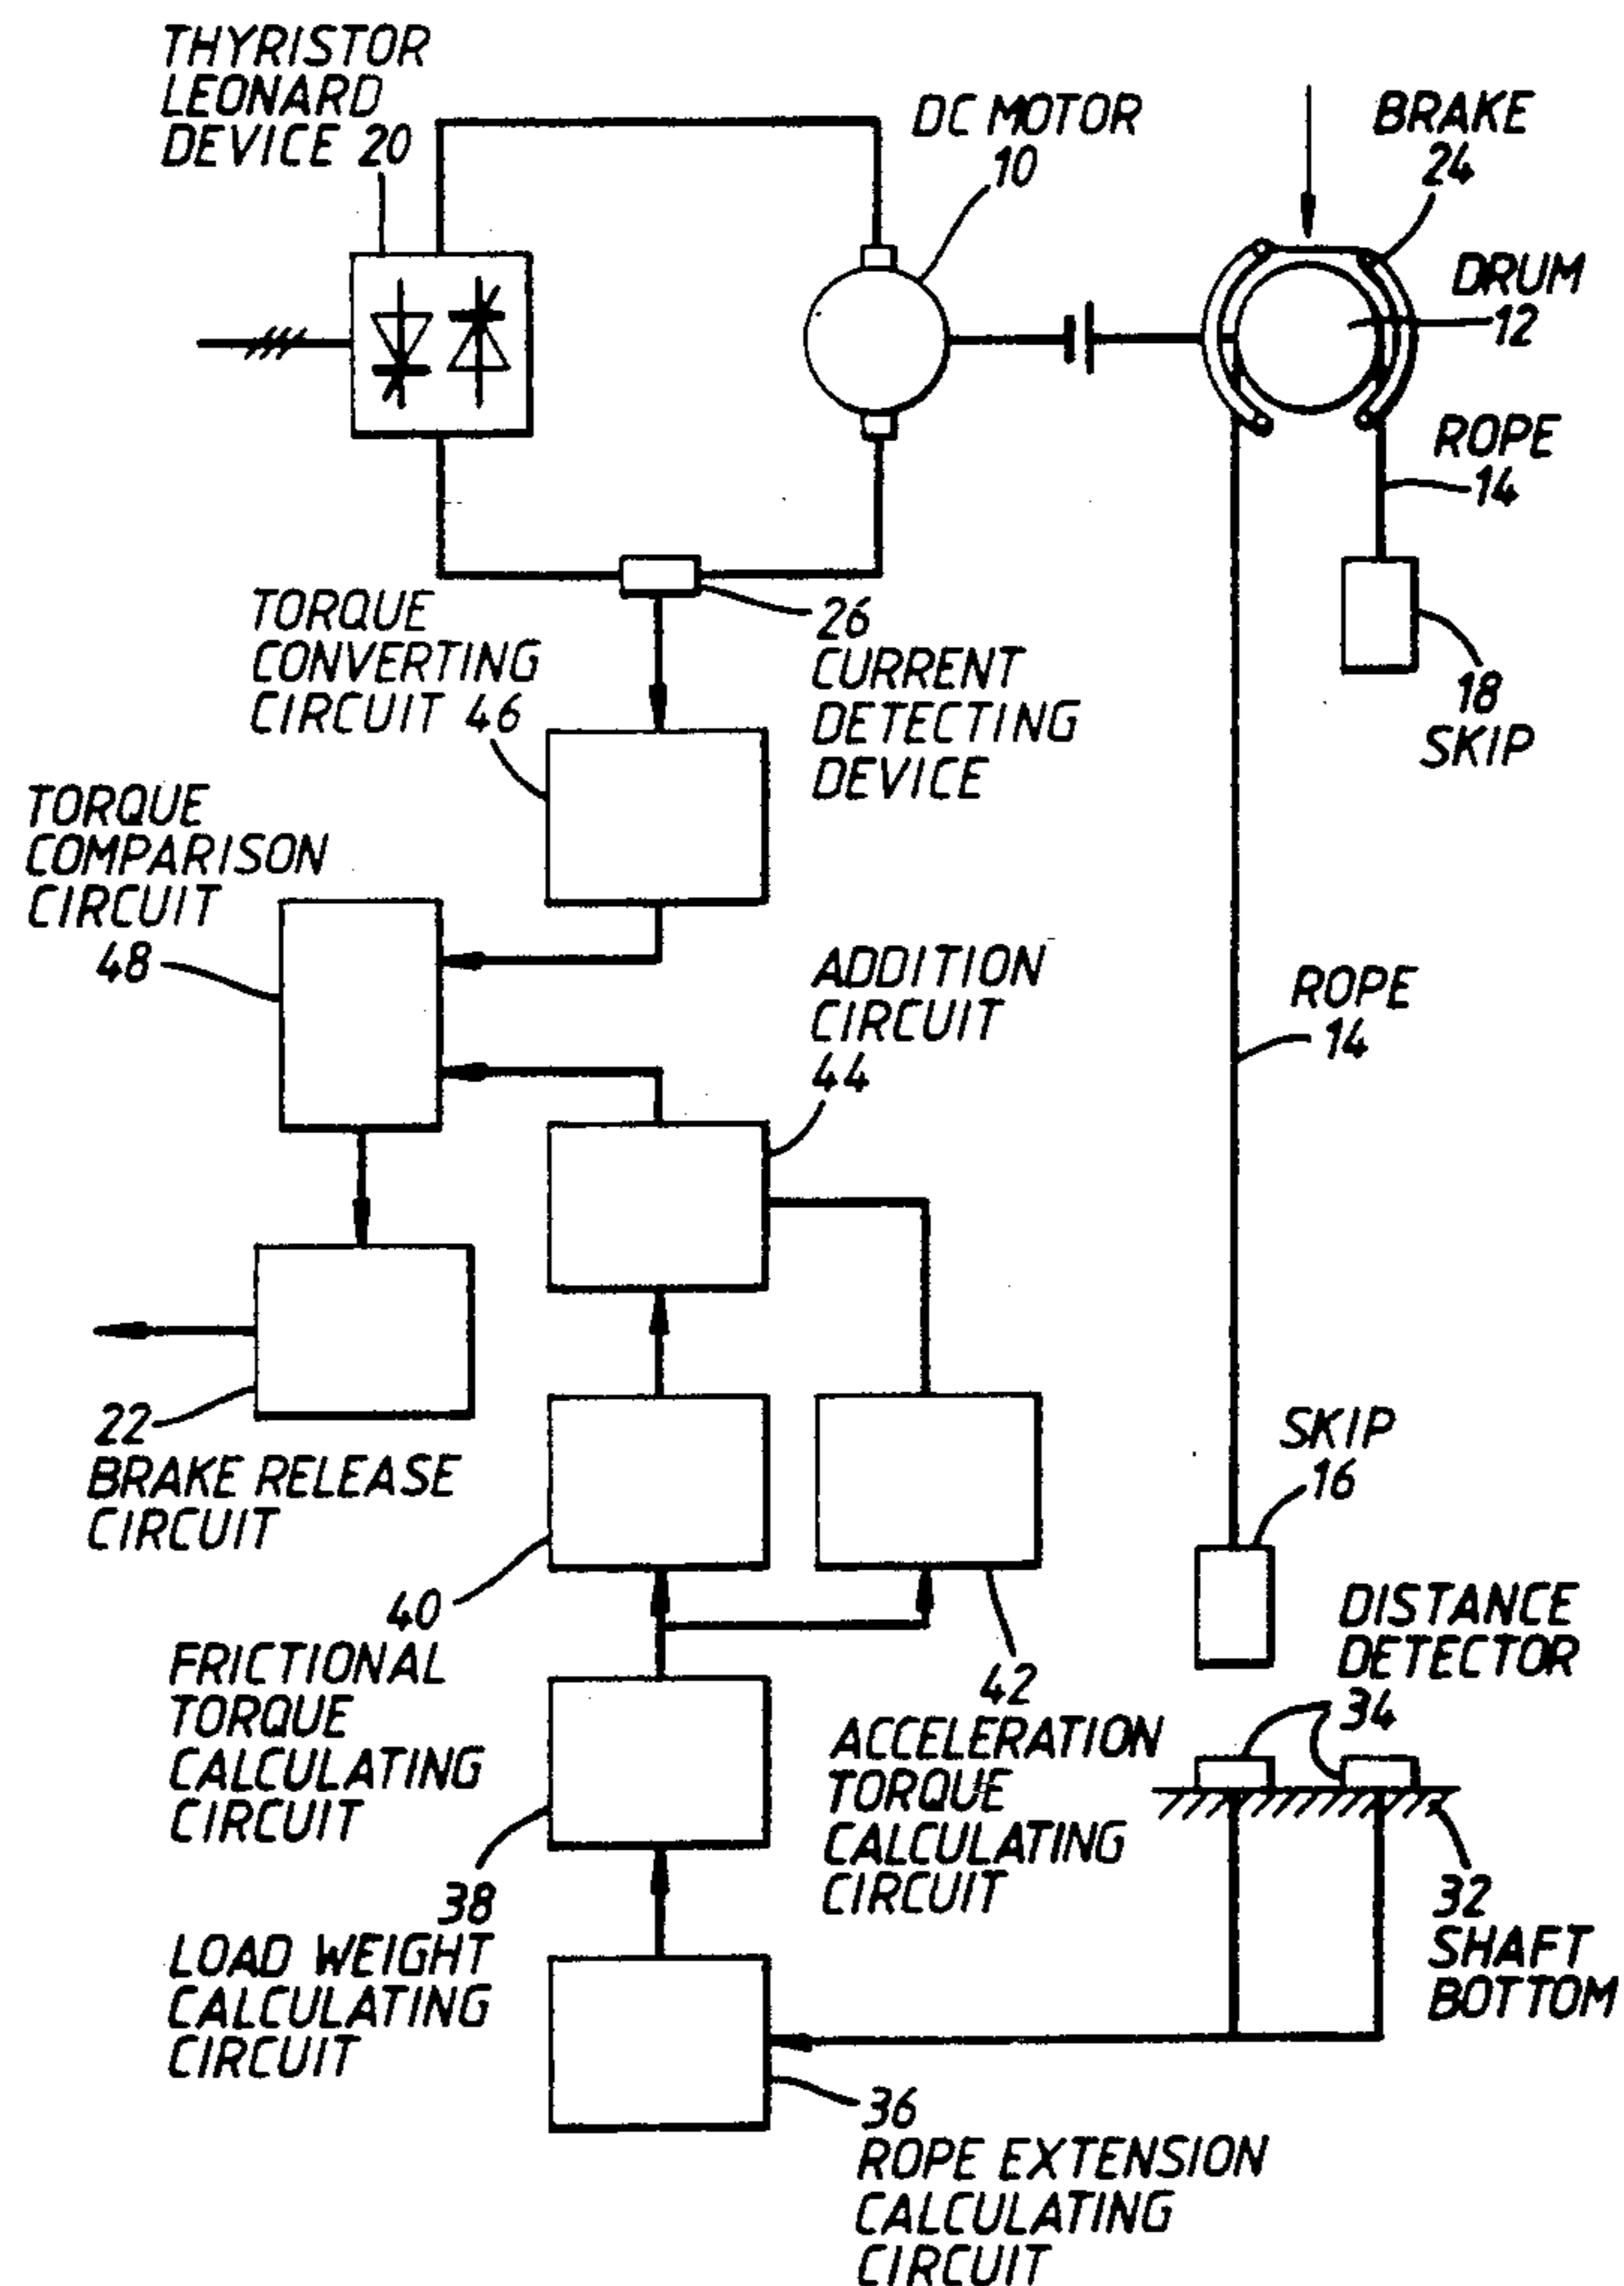 THYRISTOR
LEONARD
DEVICE 20
DC MOTOR
10
BRAKE
24
DRUM
12
ROPE
14
18
SKIP
26
CURRENT
DETECTING
DEVICE
TORQUE
CONVERTING
CIRCUIT 46
TORQUE
COMPARISON
CIRCUIT
48
ADDITION
CIRCUIT
44
ROPE
14
22
BRAKE RELEASE
CIRCUIT
SKIP
16
40
FRICTIONAL
TORQUE
CALCULATING
CIRCUIT
42
ACCELERATION
TORQUE
CALCULATING
CIRCUIT
DISTANCE
DETECTOR
34
38
LOAD WEIGHT
CALCULATING
CIRCUIT
32
SHAFT
BOTTOM
36
ROPE EXTENSION
CALCULATING
CIRCUIT